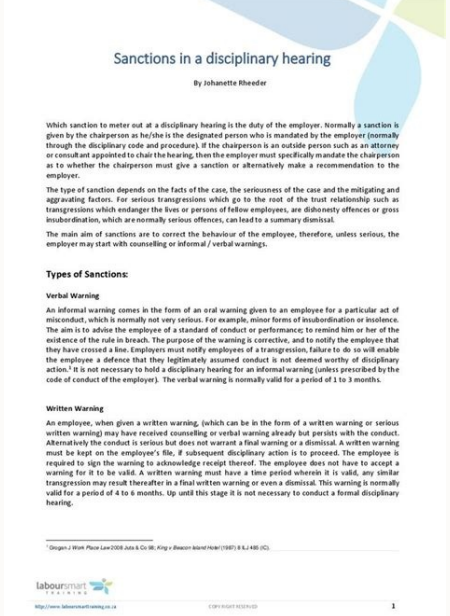 Sanctions in a disciplinary hearing
By Johanette Rheeder
Which sanction to meter out at a disciplinary hearing is the duty of the employer. Normally a sanction is
given by the chairperson as he/she is the designated person who is mandated by the employer (normally
through the disciplinary code and procedure). If the chairperson is an outside person such as an attorney
or consultant appointed to chair the hearing, then the employer must specifically mandate the chairperson
as to whether the chairperson must give a sanction or alternatively make a recommendation to the
employer.
The type of sanction depends on the facts of the case, the seriousness of the case and the mitigating and
aggravating factors. For serious transgressions which go to the root of the trust relationship such as
transgressions which endanger the lives or persons of fellow employees, are dishonesty offences or gross
insubordination, which are normally serious offences, can lead to a summary dismissal.
The main aim of sanctions are to correct the behaviour of the employee, therefore, unless serious, the
employer may start with counselling or informal / verbal warnings.
Types of Sanctions:
Verbal Warning
An informal warning comes in the form of an oral warning given to an employee for a particular act of
misconduct, which is normally not very serious. For example, minor forms of insubordination or insolence.
The aim is to advise the employee of a standard of conduct or performance; to remind him or her of the
existence of the rule in breach. The purpose of the warning is corrective, and to notify the employee that
they have crossed a line. Employers must notify employees of a transgression, failure to do so will enable
the employee a defence that they legitimately assumed conduct is not deemed worthy of disciplinary
action.¹ It is not necessary to hold a disciplinary hearing for an informal warning (unless prescribed by the
code of conduct of the employer). The verbal warning is normally valid for a period of 1 to 3 months.
Written Warning
An employee, when given a written warning, (which can be in the form of a written warning or serious
written warning) may have received counselling or verbal warning already but persists with the conduct.
Alternatively the conduct is serious but does not warrant a final warning or a dismissal. A written warning
must be kept on the employee's file, if subsequent disciplinary action is to proceed. The employee is
required to sign the warning to acknowledge receipt thereof. The employee does not have to accept a
warning for it to be valid. A written warning must have a time period wherein it is valid, any similar
transgression may result thereafter in a final written warning or even a dismissal. This warning is normally
valid for a period of 4 to 6 months. Up until this stage it is not necessary to conduct a formal disciplinary
hearing.
¹ Grogan J Work Place Law 2008 Juta & Co 98; King v Beacon Island Hotel (1987) 8 ILJ 485 (IC).
laboursmart
TRAINING
http://www.laboursmarttraining.co.za
COPYRIGHT RESERVED
1